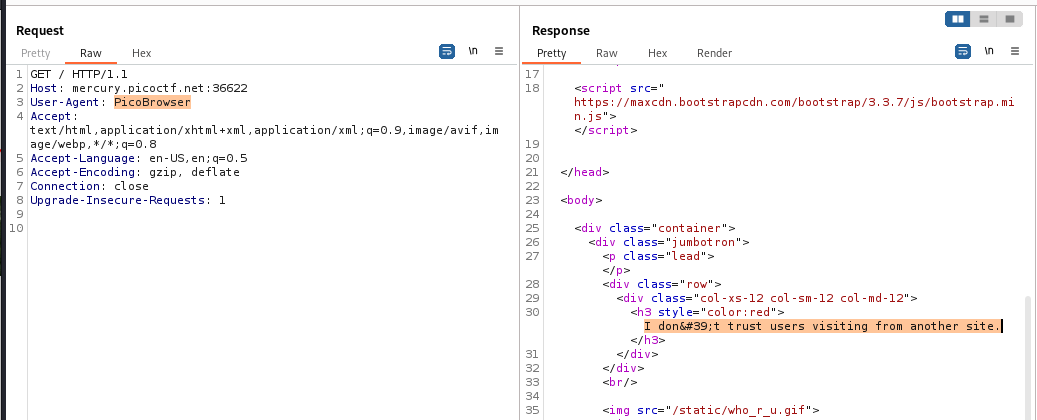 Request
Pretty Raw Hex
\n
1 GET / HTTP/1.1
2 Host: mercury.picoctf.net:36622
3 User-Agent: PicoBrowser
4 Accept:
text/html,application/xhtml+xml,application/xml;q=0.9,image/avif,im
age/webp,*/*;q=0.8
5 Accept-Language: en-US,en;q=0.5
6 Accept-Encoding: gzip, deflate
7 Connection: close
8 Upgrade-Insecure-Requests: 1
9
10
Response
Pretty Raw Hex Render
\n
17
18 <script src="
https://maxcdn.bootstrapcdn.com/bootstrap/3.3.7/js/bootstrap.mi
n.js">
</script>
19
20
21 </head>
22
23 <body>
24
25 <div class="container">
26 <div class="jumbotron">
27 <p class="lead">
</p>
28 <div class="row">
29 <div class="col-xs-12 col-sm-12 col-md-12">
30 <h3 style="color:red">
I don&#39;t trust users visiting from another site.
</h3>
31 </div>
32 </div>
33 <br/>
34
35 <img src="/static/who_r_u.gif">